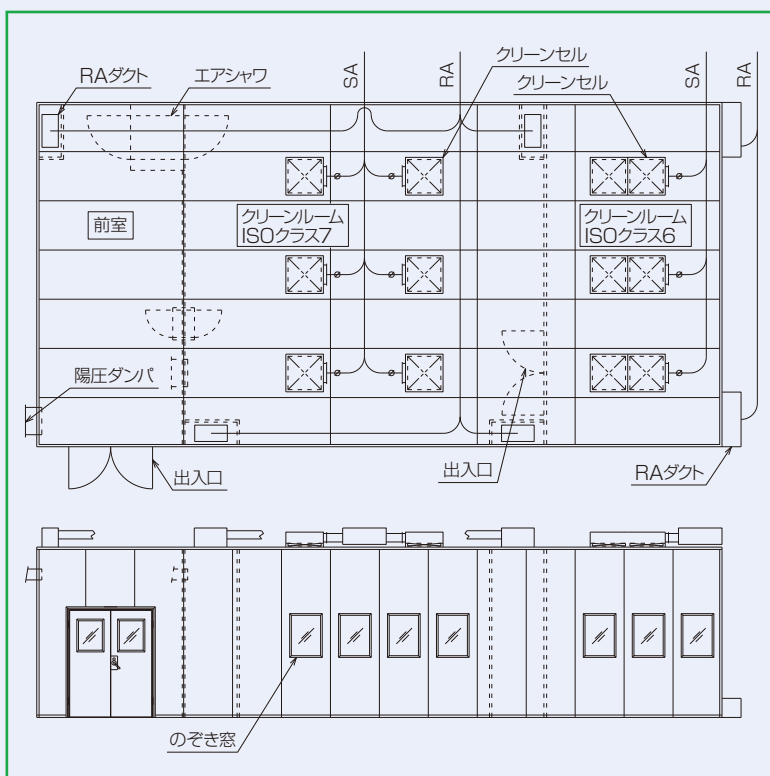 RAダクト
エアシャワ
SA
RA
クリーンセル
クリーンセル
SA
RA
前室
クリーンルーム
ISOクラス7
クリーンルーム
ISOクラス6
陽圧ダンパ
出入口
出入口
RAダクト
のぞき窓